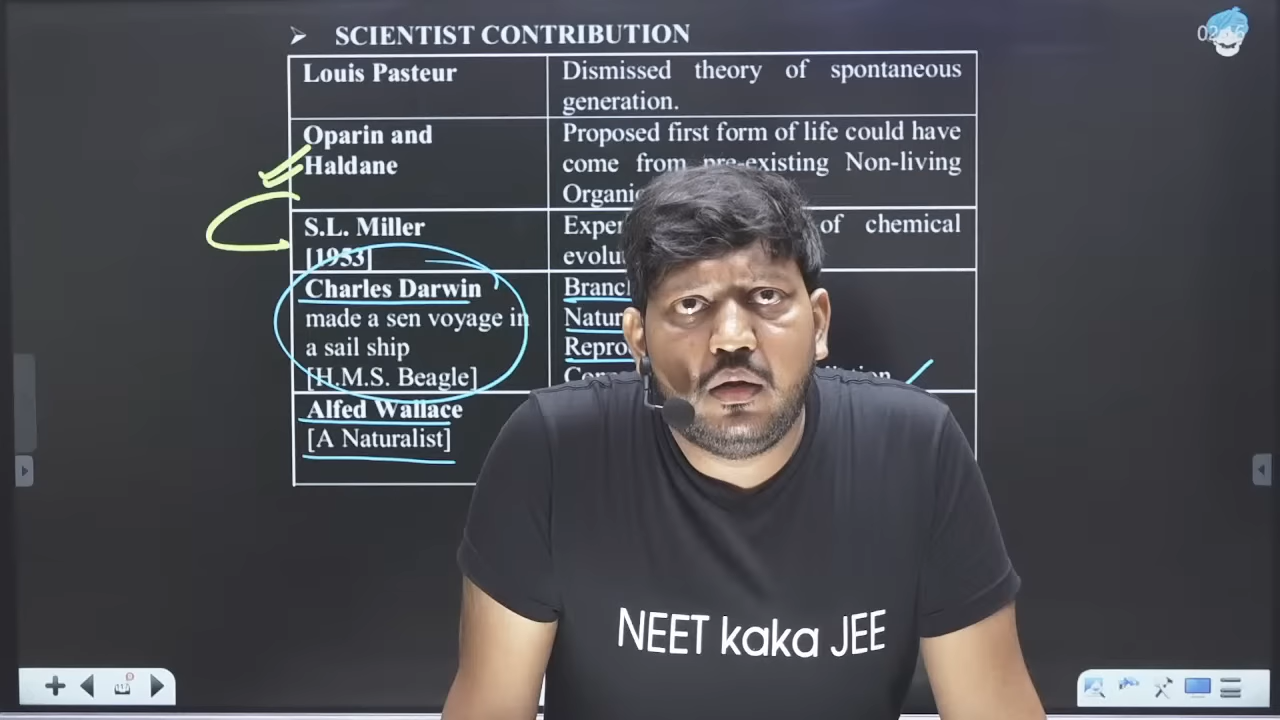 SCIENTIST CONTRIBUTION
Louis Pasteur
Dismissed theory of spontaneous
generation.
Oparin and
Haldane
Proposed first form of life could have
come from pre-existing Non-living
S.L. Miller
[1953]
of chemical
Charles Darwin
made a sen voyage in
a sail ship
[H.M.S. Beagle]
Alfed Wallace
[A Naturalist]
NEET kaka JEE